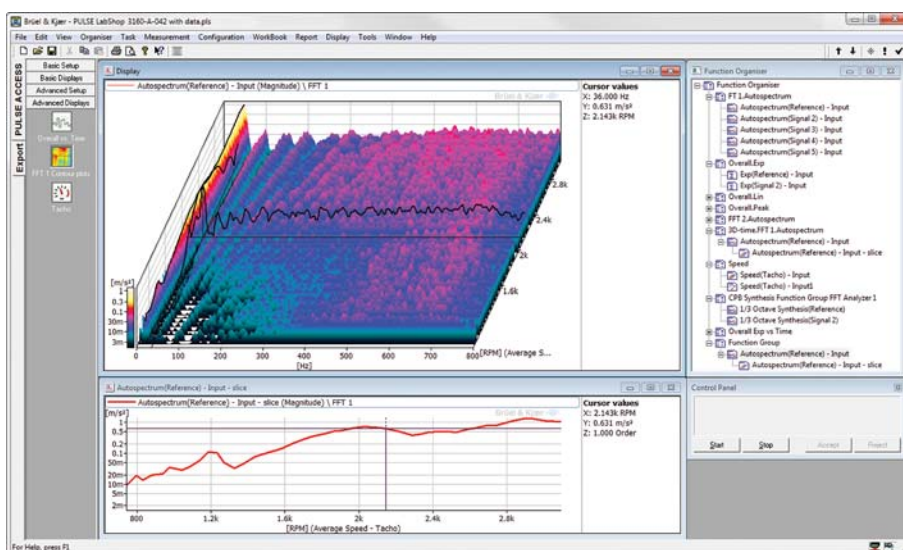 Brüel & Kjær - PULSE LabShop 3160-A-042 with data.pls
File Edit View Organiser Task Measurement Configuration WorkBook Report Display Tools Window Help
PULSE ACCESS
Export
Basic Setup
Basic Displays
Advanced Setup
Advanced Displays
Overall vs. Time
FFT 1 Contour plots
Tacho
Display
Autospectrum(Reference) - Input (Magnitude) \ FFT 1
Brüel & Kjær
[m/s²]
1
0.3
0.1
30m
10m
3m
0 100 200 300 400 500 600 700 800
[Hz]
1.6k
2k
2.4k
2.8k
[RPM] (Average S...
Cursor values
X: 36.000 Hz
Y: 0.631 m/s²
Z: 2.143k RPM
Autospectrum(Reference) - Input - slice
Autospectrum(Reference) - Input - slice (Magnitude) \ FFT 1
Brüel & Kjær
[m/s²]
1
0.5
0.2
0.1
50m
20m
10m
5m
2m
800 1.2k 1.6k 2k 2.4k 2.8k
[RPM] (Average Speed - Tacho)
Cursor values
X: 2.143k RPM
Y: 0.631 m/s²
Z: 1.000 Order
Function Organiser
Function Organiser
FT 1.Autospectrum
Autospectrum(Reference) - Input
Autospectrum(Signal 2) - Input
Autospectrum(Signal 3) - Input
Autospectrum(Signal 4) - Input
Autospectrum(Signal 5) - Input
Overall.Exp
Exp(Reference) - Input
Exp(Signal 2) - Input
Overall.Lin
Overall.Peak
FFT 2.Autospectrum
3D-time.FFT 1.Autospectrum
Autospectrum(Reference) - Input
Autospectrum(Reference) - Input - slice
Speed
Speed(Tacho) - Input
Speed(Tacho) - Input1
CPB Synthesis Function Group FFT Analyzer 1
1/3 Octave Synthesis(Reference)
1/3 Octave Synthesis(Signal 2)
Overall Exp vs Time
Function Group
Autospectrum(Reference) - Input
Autospectrum(Reference) - Input - slice
Control Panel
Start Stop Accept Preect
For Help, press F1